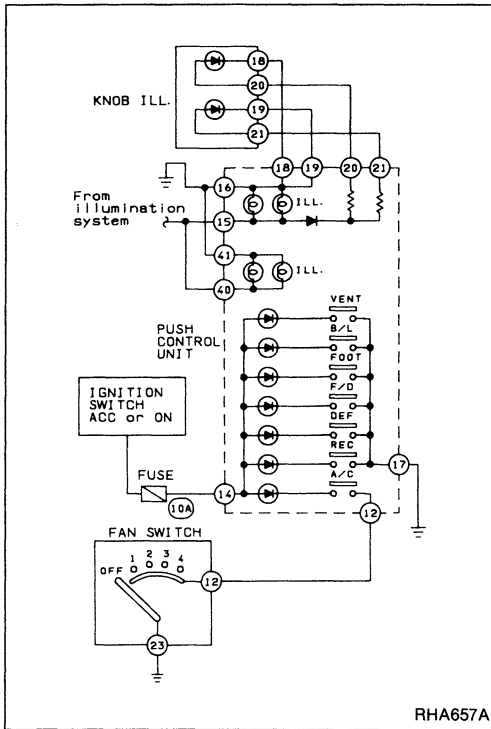 KNOB ILL.
18
20
19
21
18 19 20 21
16
ILL.
From
illumination
system
15
41
ILL.
40
VENT
B/L
PUSH
CONTROL
UNIT
FOOT
F/D
DEF
REC
A/C
IGNITION
SWITCH
ACC or ON
FUSE
10A
14
17
12
FAN SWITCH
OFF 1 2 3 4
12
23
RHA657A